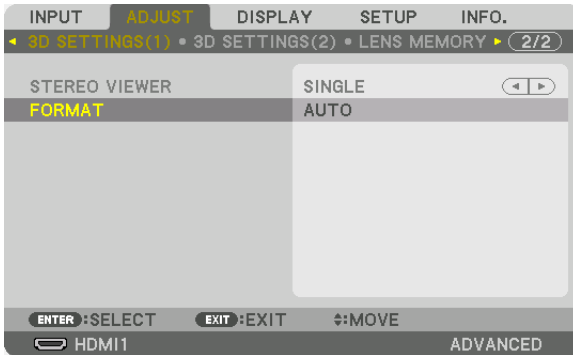 INPUT ADJUST DISPLAY SETUP INFO.
3D SETTINGS(1) • 3D SETTINGS(2) • LENS MEMORY 2/2
STEREO VIEWER SINGLE
FORMAT AUTO
ENTER :SELECT EXIT :EXIT :MOVE
HDMI1 ADVANCED